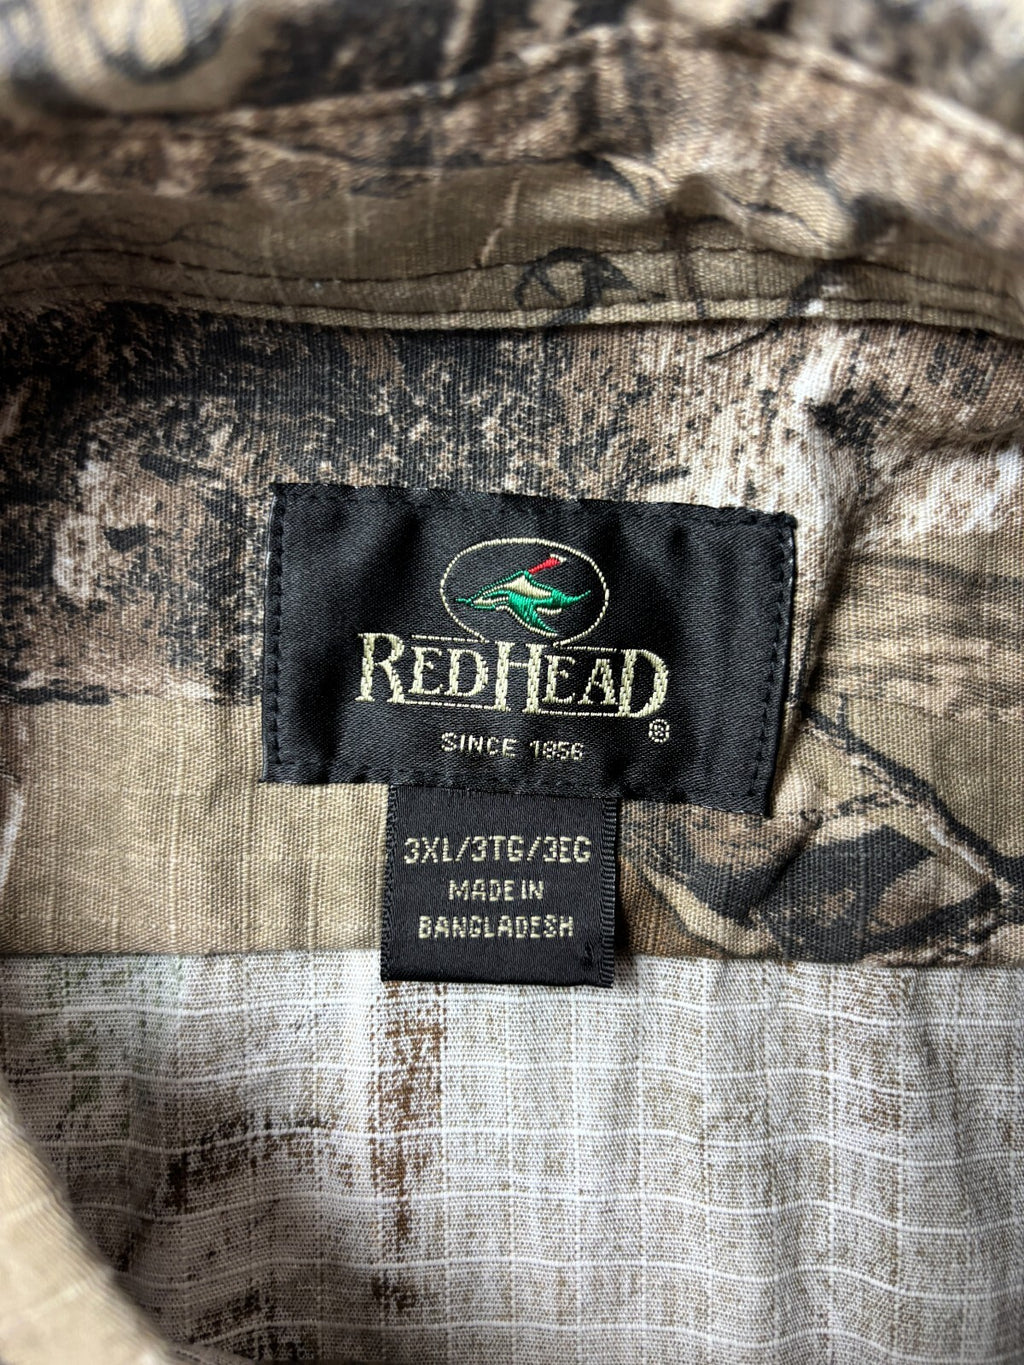 REDHEAD
®
SINCE 1856
3XL/3TG/3EG
MADE IN
BANGLADESH